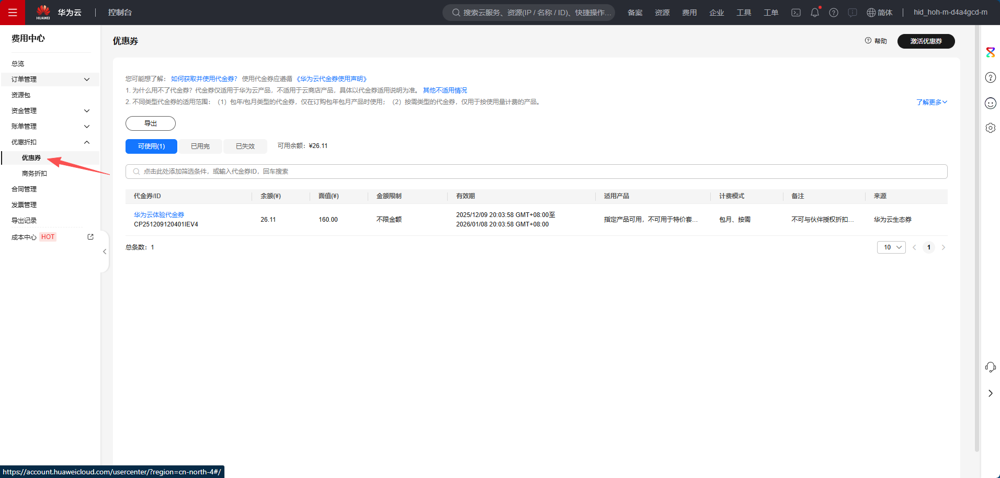 HUAWEI
华为云
控制台
搜索云服务、资源(IP / 名称 / ID)、快捷操作...
备案
资源
费用
企业
工具
工单
简体
hid_hoh-m-d4a4gcd-m
费用中心
总览
订单管理
资源包
资金管理
账单管理
优惠折扣
优惠券
商务折扣
合同管理
发票管理
导出记录
成本中心 HOT
优惠券
帮助
激活优惠券
您可能想了解： 如何获取并使用代金券? 使用代金券应遵循 《华为云代金券使用声明》
1. 为什么用不了代金券？代金券仅适用于华为云产品，不适用于云商店产品，具体以代金券适用说明为准。 其他不适用情况
2. 不同类型代金券的适用范围：（1）包年/包月类型的代金券，仅在订购包年包月产品时使用；（2）按需类型的代金券，仅用于按使用量计费的产品。
了解更多
导出
可使用(1)
已用完
已失效
可用余额：¥26.11
点击此处添加筛选条件，或输入代金券ID，回车搜索
代金券/ID
余额(¥)
面值(¥)
金额限制
有效期
适用产品
计费模式
备注
来源
华为云体验代金券
CP251209120401IEV4
26.11
160.00
不限金额
2025/12/09 20:03:58 GMT+08:00至
2026/01/08 20:03:58 GMT+08:00
指定产品可用，不可用于特价套...
包月、按需
不可与伙伴授权折扣...
华为云生态券
总条数：1
10
1
https://account.huaweicloud.com/usercenter/?region=cn-north-4#/